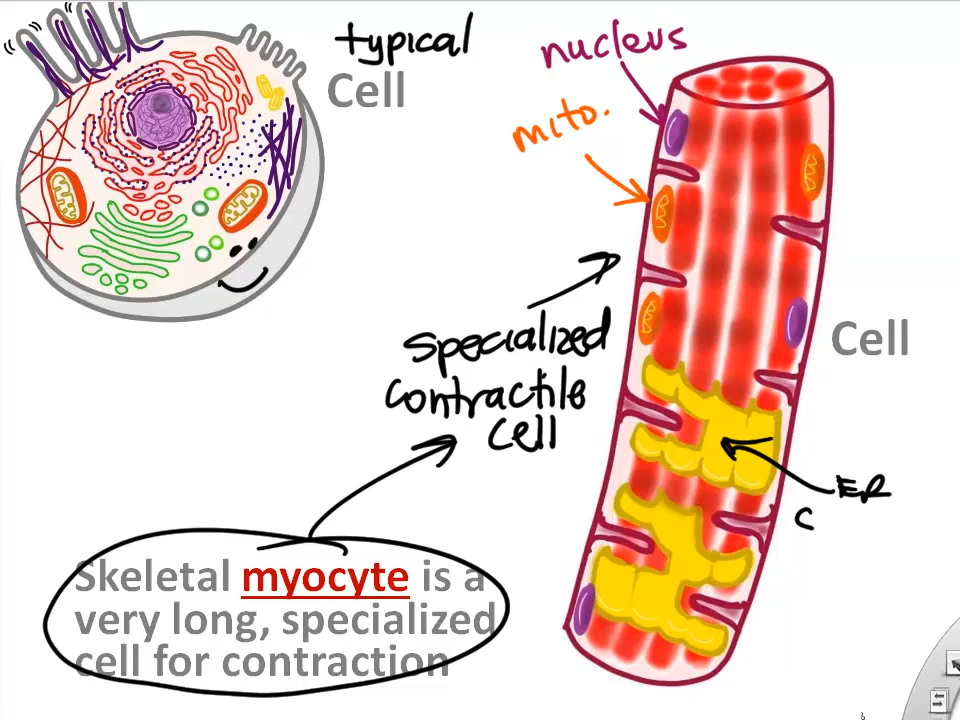 typical
Cell
nucleus
mito.
specialized
contractile
cell
Cell
ER
C
Skeletal myocyte is a
very long, specialized
cell for contraction